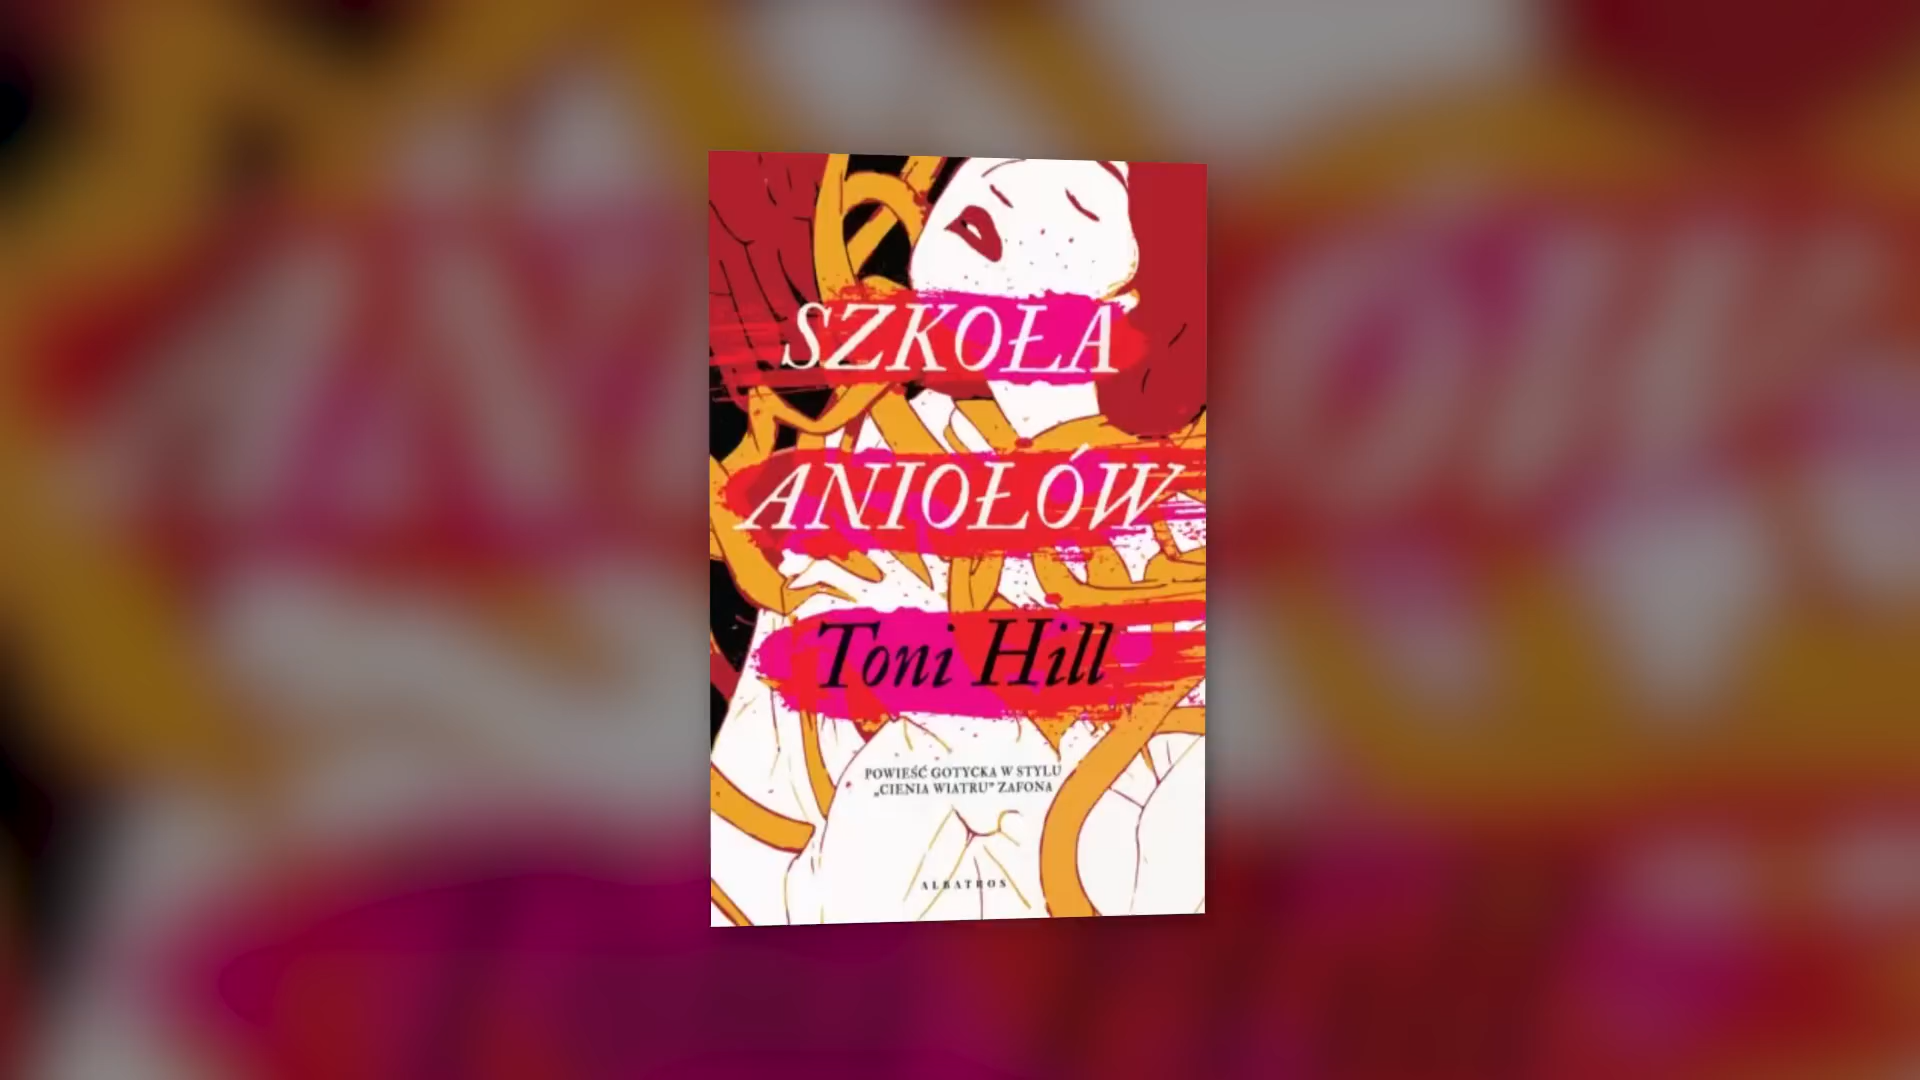 SZKOŁA
ANIOŁÓW
Toni Hill
POWIEŚĆ GOTYCKA W STYLU
„CIENIA WIATRU” ZAFONA
ALBATROS